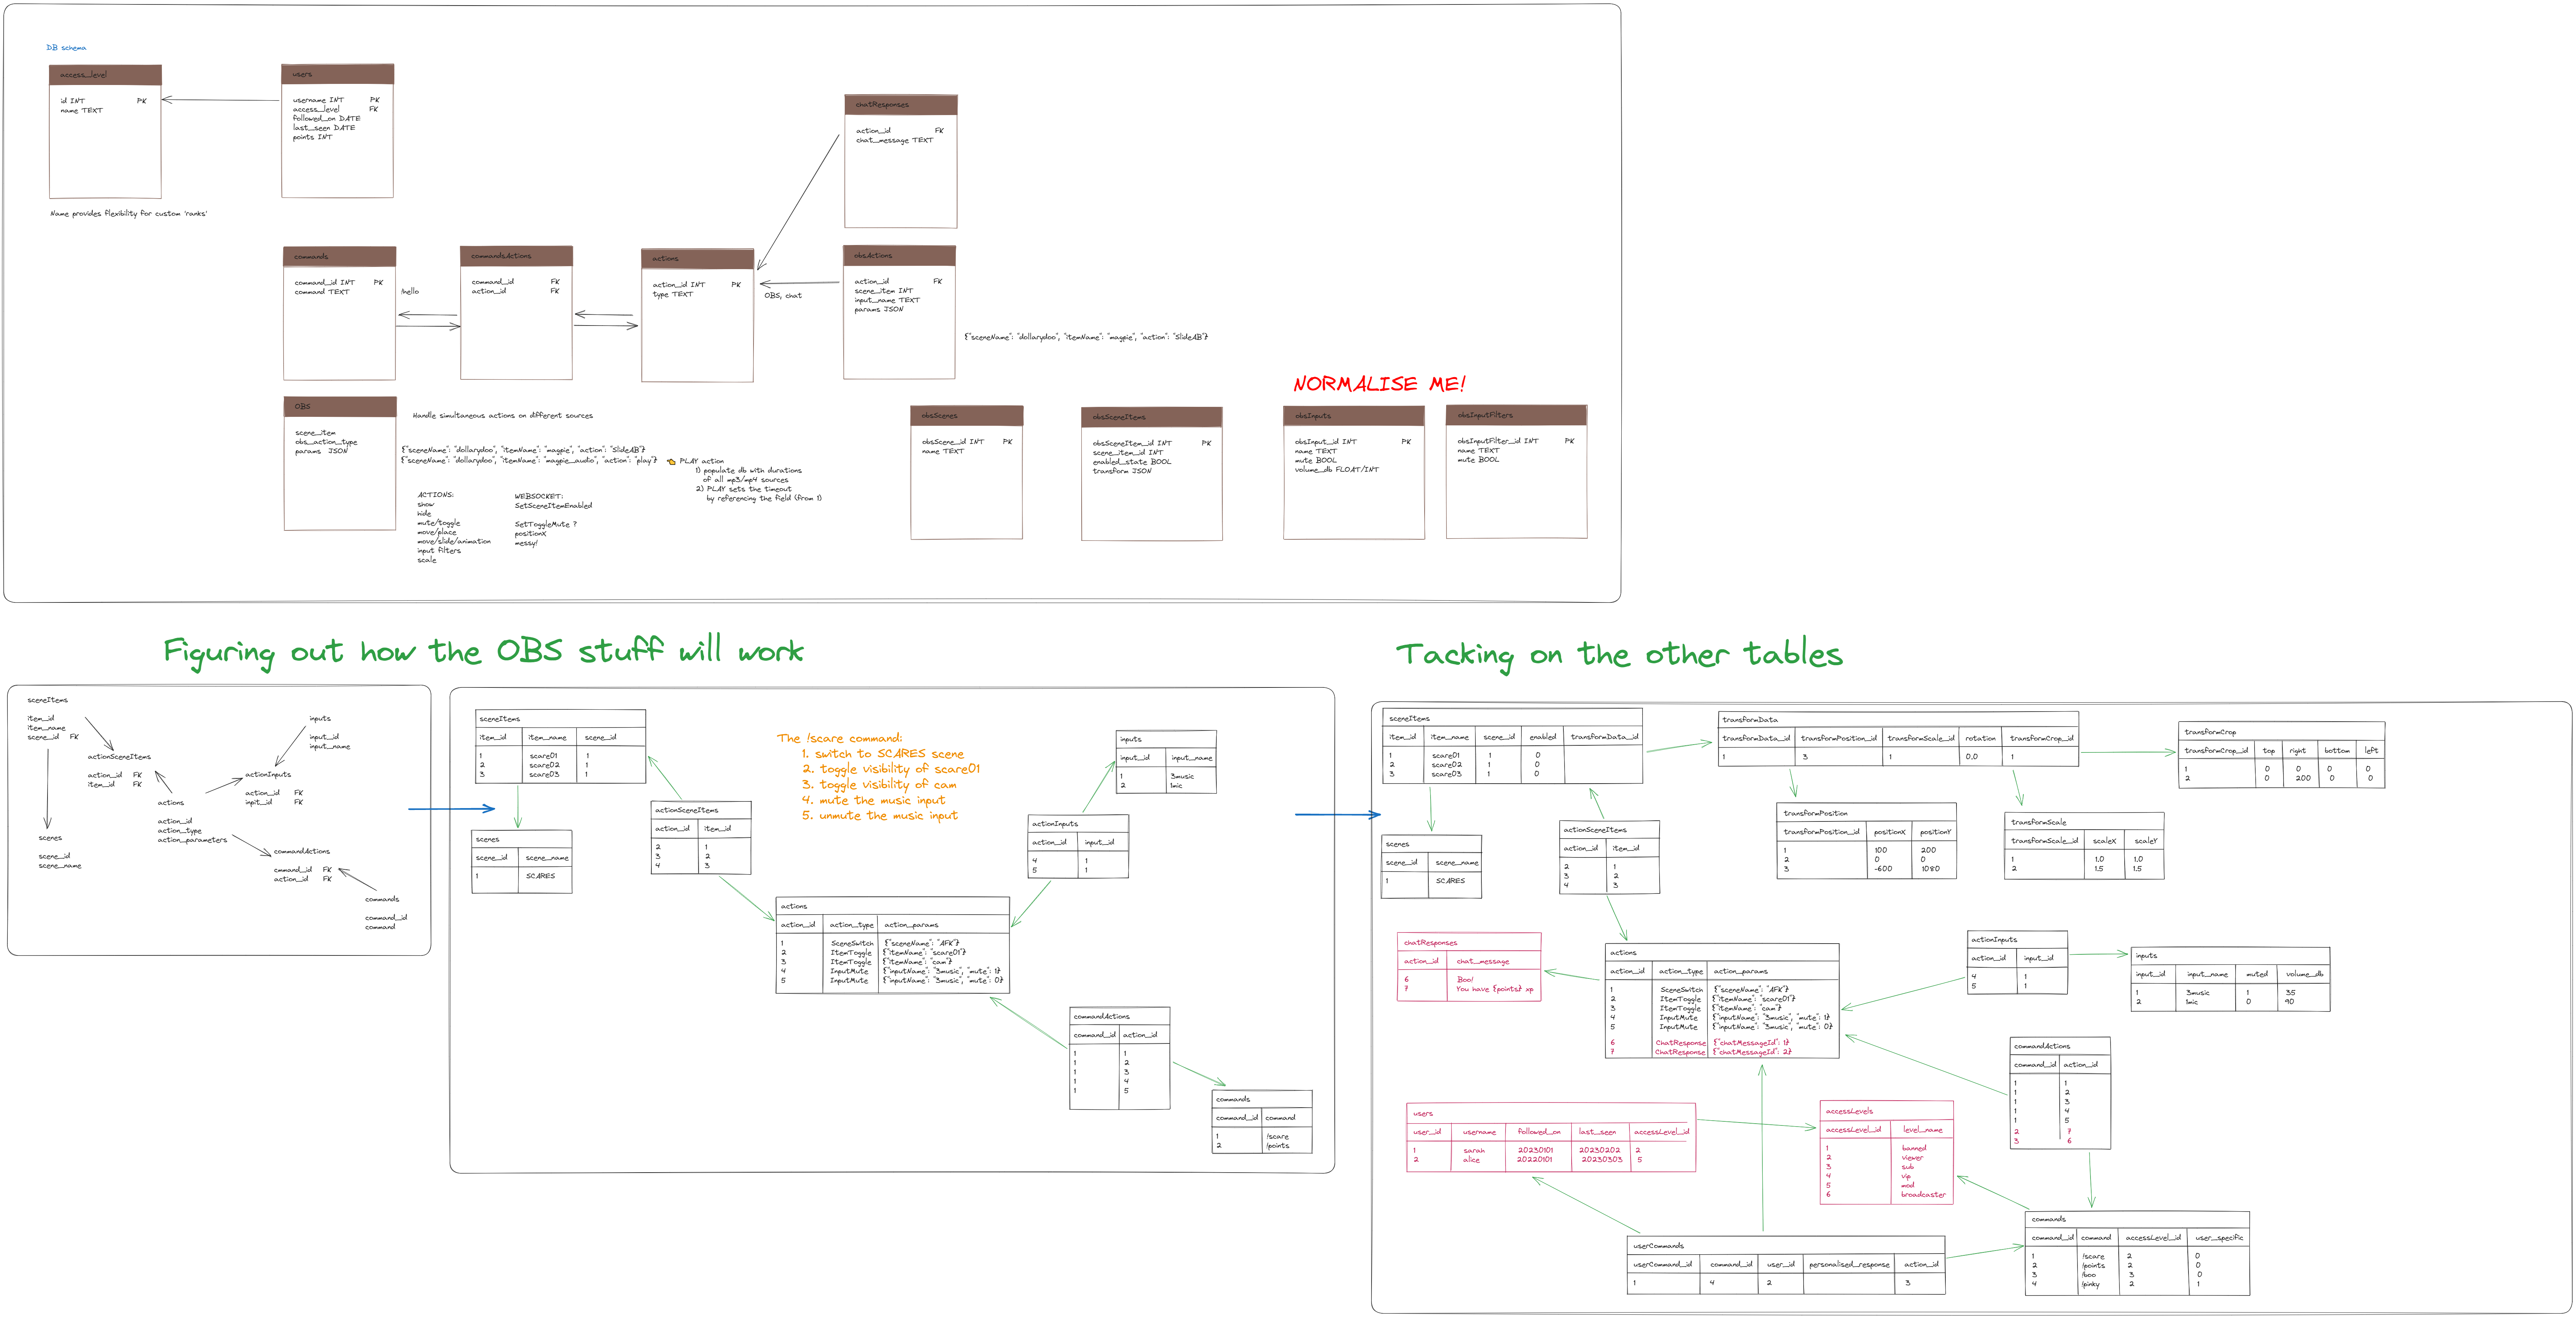 DB schema
access_level
id INT PK
name TEXT
Name provides flexibility for custom 'ranks'
users
username INT PK
access_level FK
followed_on DATE
last_seen DATE
points INT
chatResponses
action_id FK
chat_message TEXT
commands
command_id INT PK
command TEXT
!hello
commandsActions
command_id FK
action_id FK
actions
action_id INT PK
type TEXT
OBS, chat
obsActions
action_id FK
scene_item INT
input_name TEXT
params JSON
{"sceneName": "dollarydoo", "itemName": "magpie", "action": "SlideAB"}
OBS
scene_item
obs_action_type
params JSON
Handle simultaneous actions on different sources
{"sceneName": "dollarydoo", "itemName": "magpie", "action": "SlideAB"}
{"sceneName": "dollarydoo", "itemName": "magpie_audio", "action": "play"}
👈 PLAY action
1) populate db with durations
of all mp3/mp4 sources
2) PLAY sets the timeout
by referencing the field (from 1)
ACTIONS:
show
hide
mute/toggle
move/place
move/slide/animation
input filters
scale
WEBSOCKET:
SetSceneItemEnabled
SetToggleMute ?
positionX
messy!
NORMALISE ME!
obsScenes
obsScene_id INT PK
name TEXT
obsSceneItems
obsSceneItem_id INT PK
scene_item_id INT
enabled_state BOOL
transform JSON
obsInputs
obsInput_id INT PK
name TEXT
mute BOOL
volume_db FLOAT/INT
obsInputFilters
obsInputFilter_id INT PK
name TEXT
mute BOOL
Figuring out how the OBS stuff will work
sceneItems
item_id
item_name
scene_id FK
actionSceneItems
action_id FK
item_id FK
inputs
input_id
input_name
actionInputs
action_id FK
inpit_id FK
actions
action_id
action_type
action_parameters
scenes
scene_id
scene_name
commandActions
cmmand_id FK
action_id FK
commands
command_id
command
sceneItems
item_id item_name scene_id
1 scare01 1
2 scare02 1
3 scare03 1
scenes
scene_id scene_name
1 SCARES
actionSceneItems
action_id item_id
2 1
3 2
4 3
The !scare command:
1. switch to SCARES scene
2. toggle visibility of scare01
3. toggle visibility of cam
4. mute the music input
5. unmute the music input
inputs
input_id input_name
1 3music
2 1mic
actionInputs
action_id input_id
4 1
5 1
actions
action_id action_type action_params
1 SceneSwitch {"sceneName": "AFK"}
2 ItemToggle {"itemName": "scare01"}
3 ItemToggle {"itemName": "cam"}
4 InputMute {"inputName": "3music", "mute": 1}
5 InputMute {"inputName": "3music", "mute": 0}
commandActions
command_id action_id
1 1
1 2
1 3
1 4
1 5
commands
command_id command
1 !scare
2 !points
Tacking on the other tables
sceneItems
item_id item_name scene_id enabled transformData_id
1 scare01 1 0
2 scare02 1 0
3 scare03 1 0
scenes
scene_id scene_name
1 SCARES
actionSceneItems
action_id item_id
2 1
3 2
4 3
transformData
transformData_id transformPosition_id transformScale_id rotation transformCrop_id
1 3 1 0.0 1
transformCrop
transformCrop_id top right bottom left
1 0 0 0 0
2 0 200 0 0
transformPosition
transformPosition_id positionX positionY
1 100 200
2 0 0
3 -600 1080
transformScale
transformScale_id scaleX scaleY
1 1.0 1.0
2 1.5 1.5
chatResponses
action_id chat_message
6 Boo!
7 You have {points} xp
actions
action_id action_type action_params
1 SceneSwitch {"sceneName": "AFK"}
2 ItemToggle {"itemName": "scare01"}
3 ItemToggle {"itemName": "cam"}
4 InputMute {"inputName": "3music", "mute": 1}
5 InputMute {"inputName": "3music", "mute": 0}
6 ChatResponse {"chatMessageId": 1}
7 ChatResponse {"chatMessageId": 2}
actionInputs
action_id input_id
4 1
5 1
inputs
input_id input_name muted volume_db
1 3music 1 35
2 1mic 0 90
commandActions
command_id action_id
1 1
1 2
1 3
1 4
1 5
2 7
3 6
users
user_id username followed_on last_seen accessLevel_id
1 sarah 20230101 20230202 2
2 alice 20220101 20230303 5
accessLevels
accessLevel_id level_name
1 banned
2 viewer
3 sub
4 vip
5 mod
6 broadcaster
userCommands
userCommand_id command_id user_id personalised_response action_id
1 4 2 3
commands
command_id command accessLevel_id user_specific
1 !scare 2 0
2 !points 2 0
3 !boo 3 0
4 !pinky 2 1